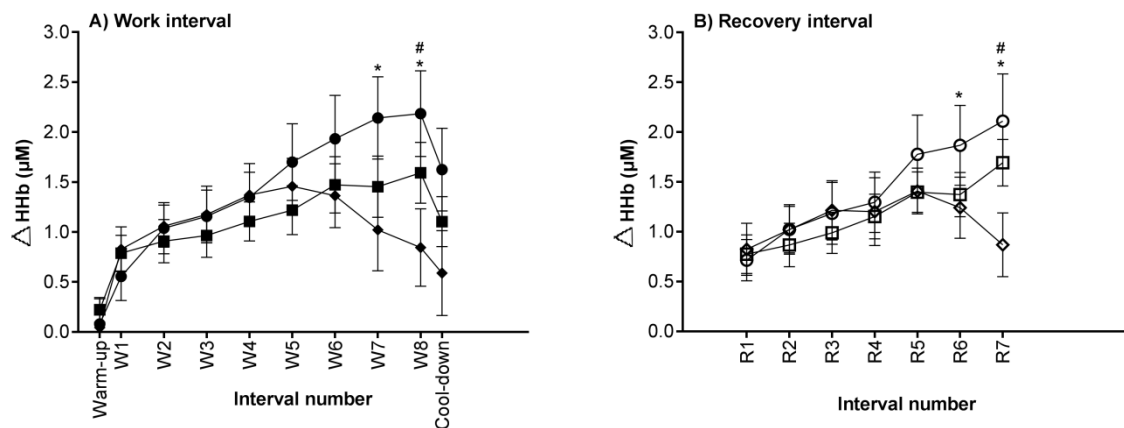 A) Work interval
△ HHb (µM)
3.0
2.5
2.0
1.5
1.0
0.5
0.0
#
*
*
Warm-up
W1
W2
W3
W4
W5
W6
W7
W8
Cool-down
Interval number
B) Recovery interval
△ HHb (µM)
3.0
2.5
2.0
1.5
1.0
0.5
0.0
#
*
*
R1
R2
R3
R4
R5
R6
R7
Interval number